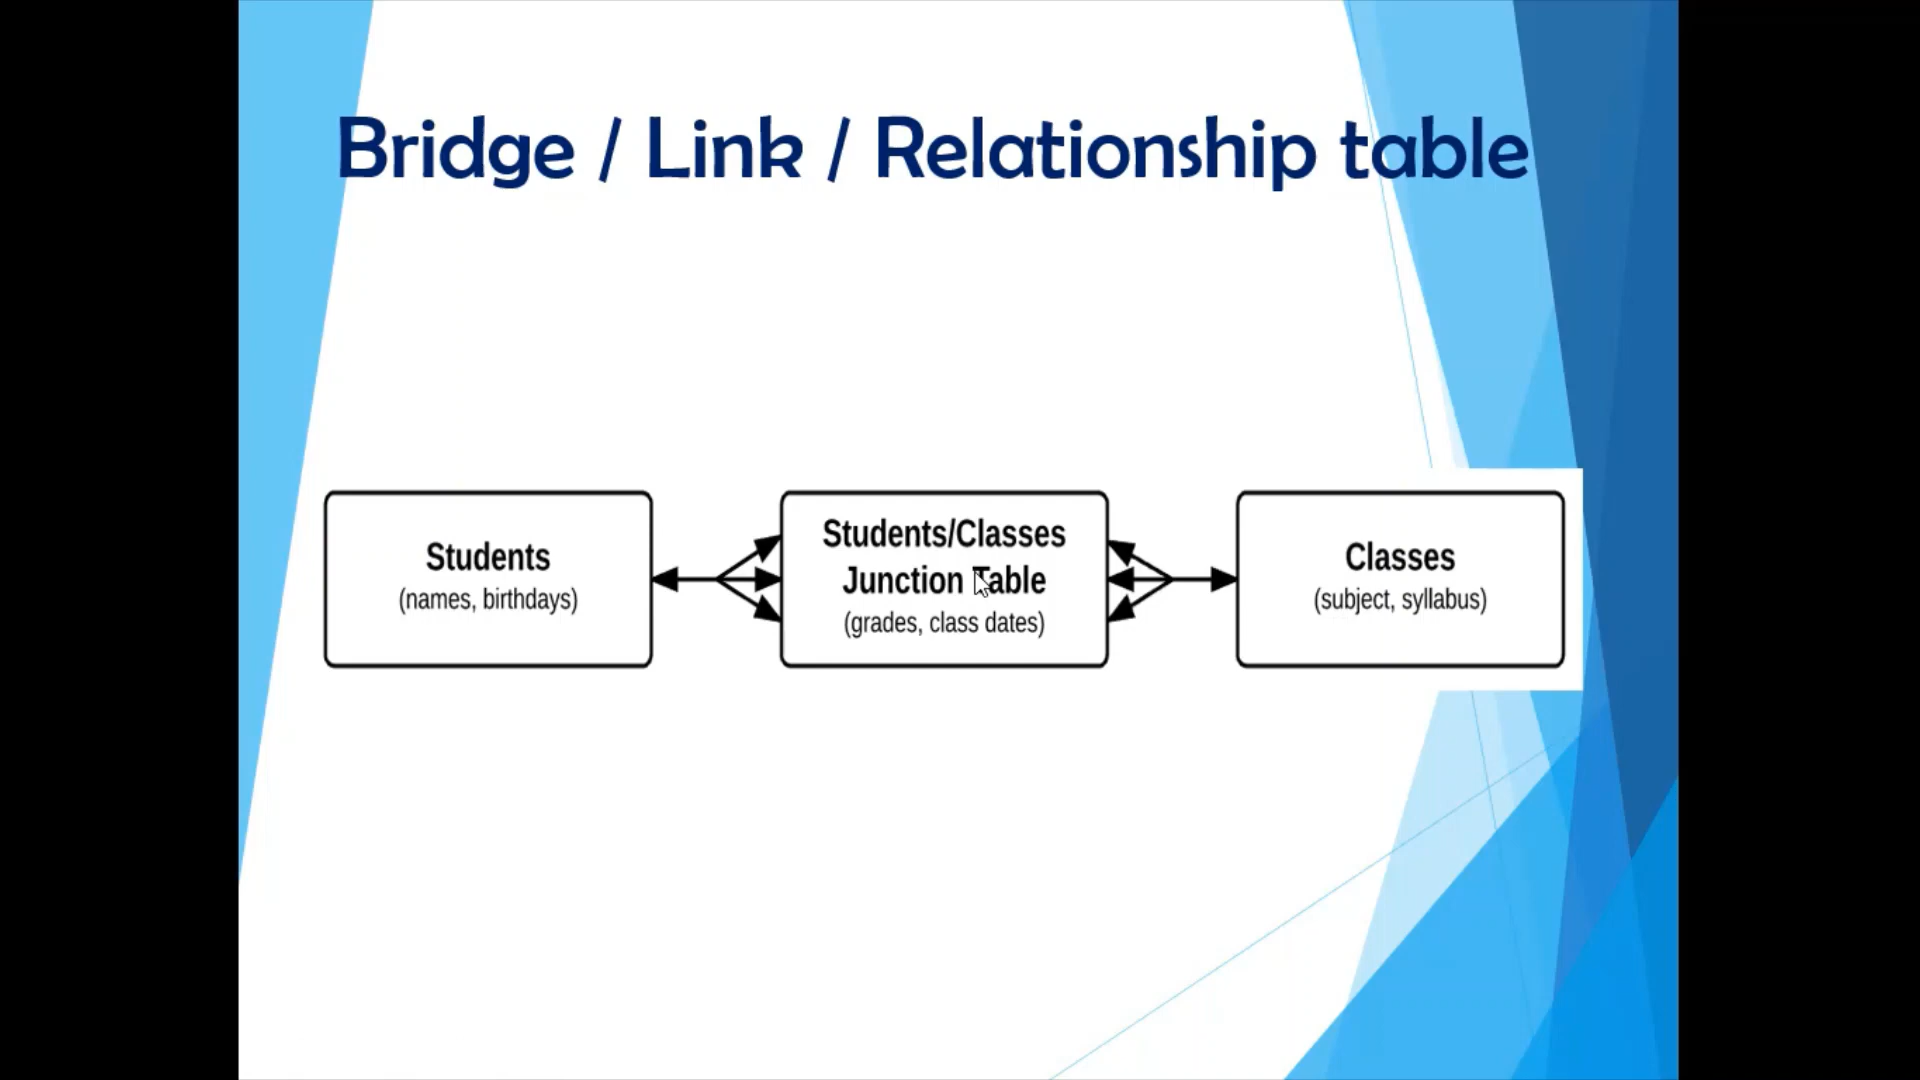 Bridge / Link / Relationship table
Students
(names, birthdays)
Students/Classes
Junction Table
(grades, class dates)
Classes
(subject, syllabus)